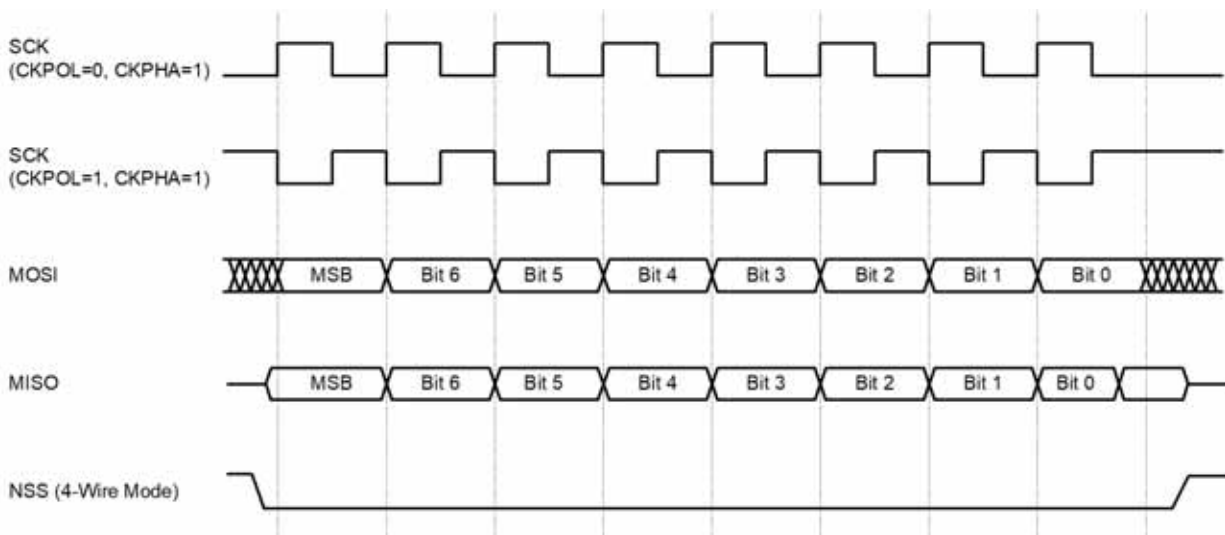 SCK
(CKPOL=0, CKPHA=1)
SCK
(CKPOL=1, CKPHA=1)
MOSI MSB Bit 6 Bit 5 Bit 4 Bit 3 Bit 2 Bit 1 Bit 0
MISO MSB Bit 6 Bit 5 Bit 4 Bit 3 Bit 2 Bit 1 Bit 0
NSS (4-Wire Mode)